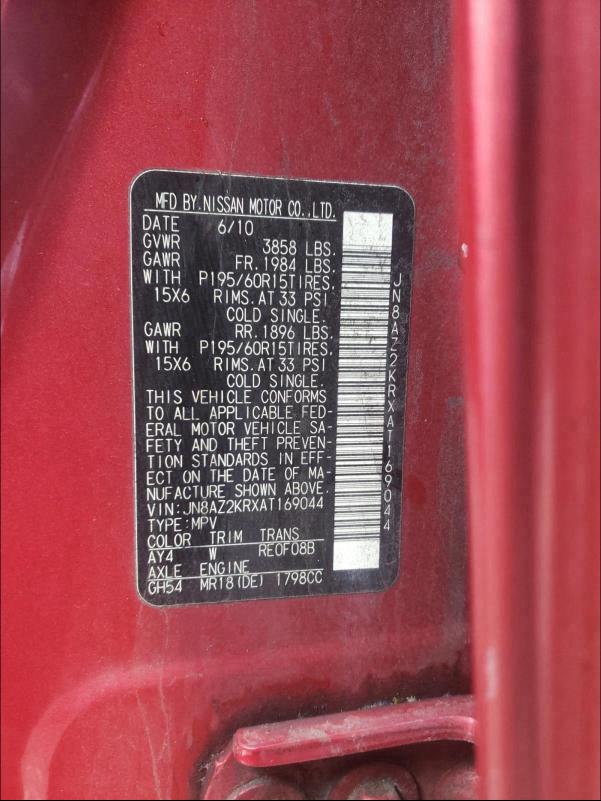 MFD BY.NISSAN MOTOR CO.,LTD.
DATE 6/10
GVWR 3858 LBS.
GAWR FR. 1984 LBS.
WITH P195/60R15TIRES.
15X6 RIMS.AT 33 PSI
COLD SINGLE.
GAWR RR. 1896 LBS.
WITH P195/60R15TIRES.
15X6 RIMS.AT 33 PSI
COLD SINGLE.
THIS VEHICLE CONFORMS
TO ALL APPLICABLE FED-
ERAL MOTOR VEHICLE SA-
FETY AND THEFT PREVEN-
TION STANDARDS IN EFF-
ECT ON THE DATE OF MA-
NUFACTURE SHOWN ABOVE.
VIN:JN8AZ2KRXAT169044
TYPE:MPV
COLOR TRIM TRANS
AY4 W RE0F08B
AXLE ENGINE
GH54 MR18(DE) 1798CC
JN8AZ2KRXAT169044